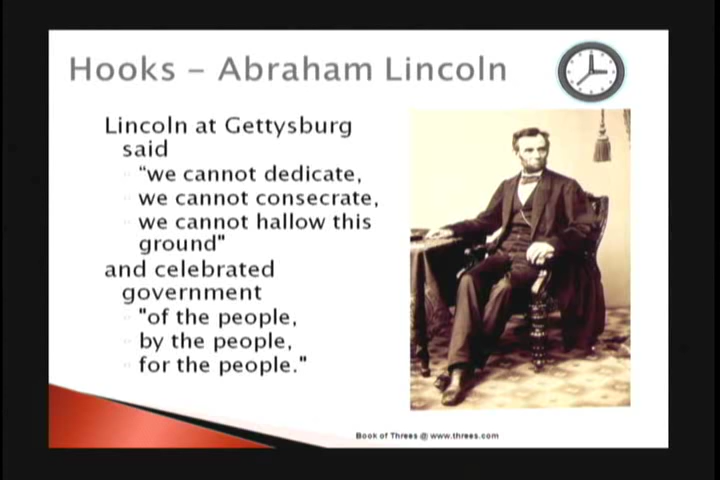 Hooks – Abraham Lincoln
Lincoln at Gettysburg
said
"we cannot dedicate,
we cannot consecrate,
we cannot hallow this
ground"
and celebrated
government
"of the people,
by the people,
for the people."
Book of Threes @ www.threes.com